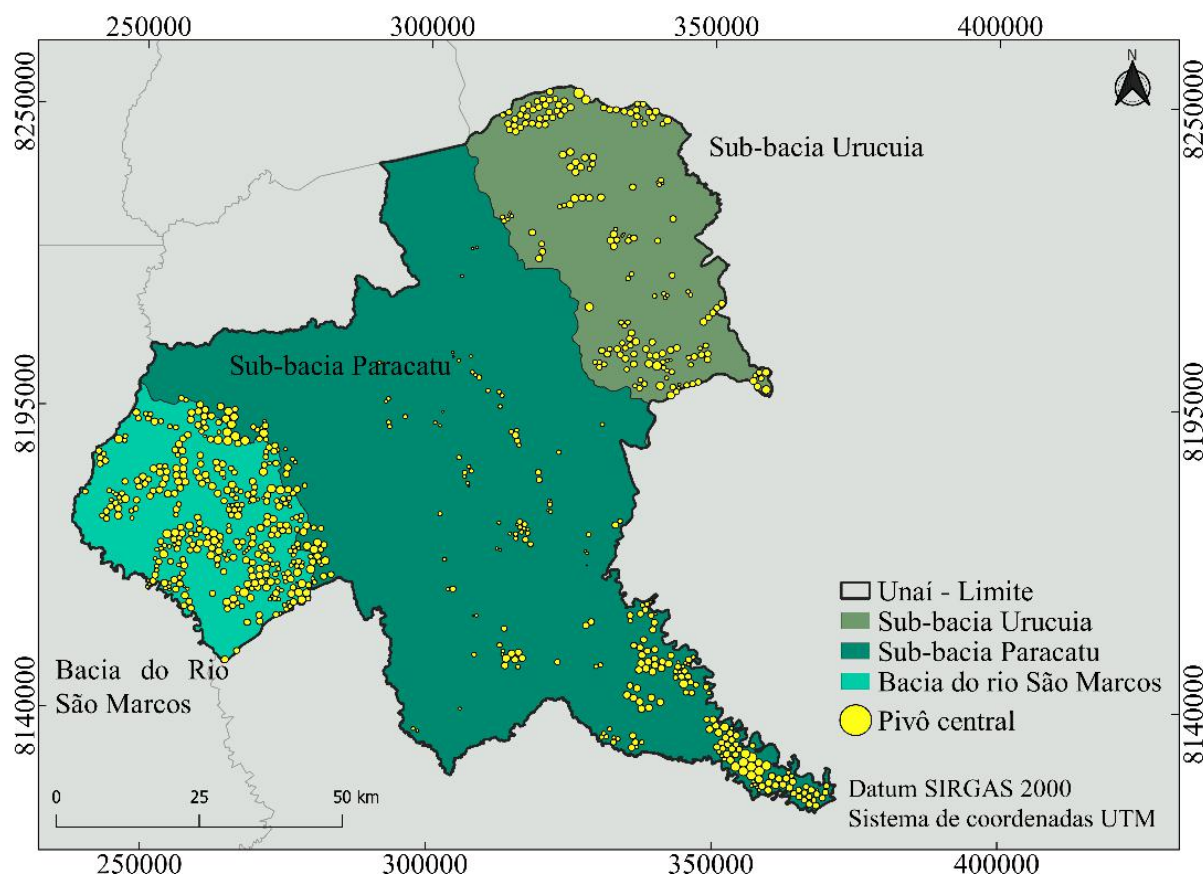 250000 300000 350000 400000
N
8250000 8250000
Sub-bacia Urucuia
Sub-bacia Paracatu
8195000 8195000
Unaí - Limite
Sub-bacia Urucuia
Sub-bacia Paracatu
Bacia do rio São Marcos
Pivô central
Bacia do Rio
São Marcos
8140000 8140000
0 25 50 km
Datum SIRGAS 2000
Sistema de coordenadas UTM
250000 300000 350000 400000